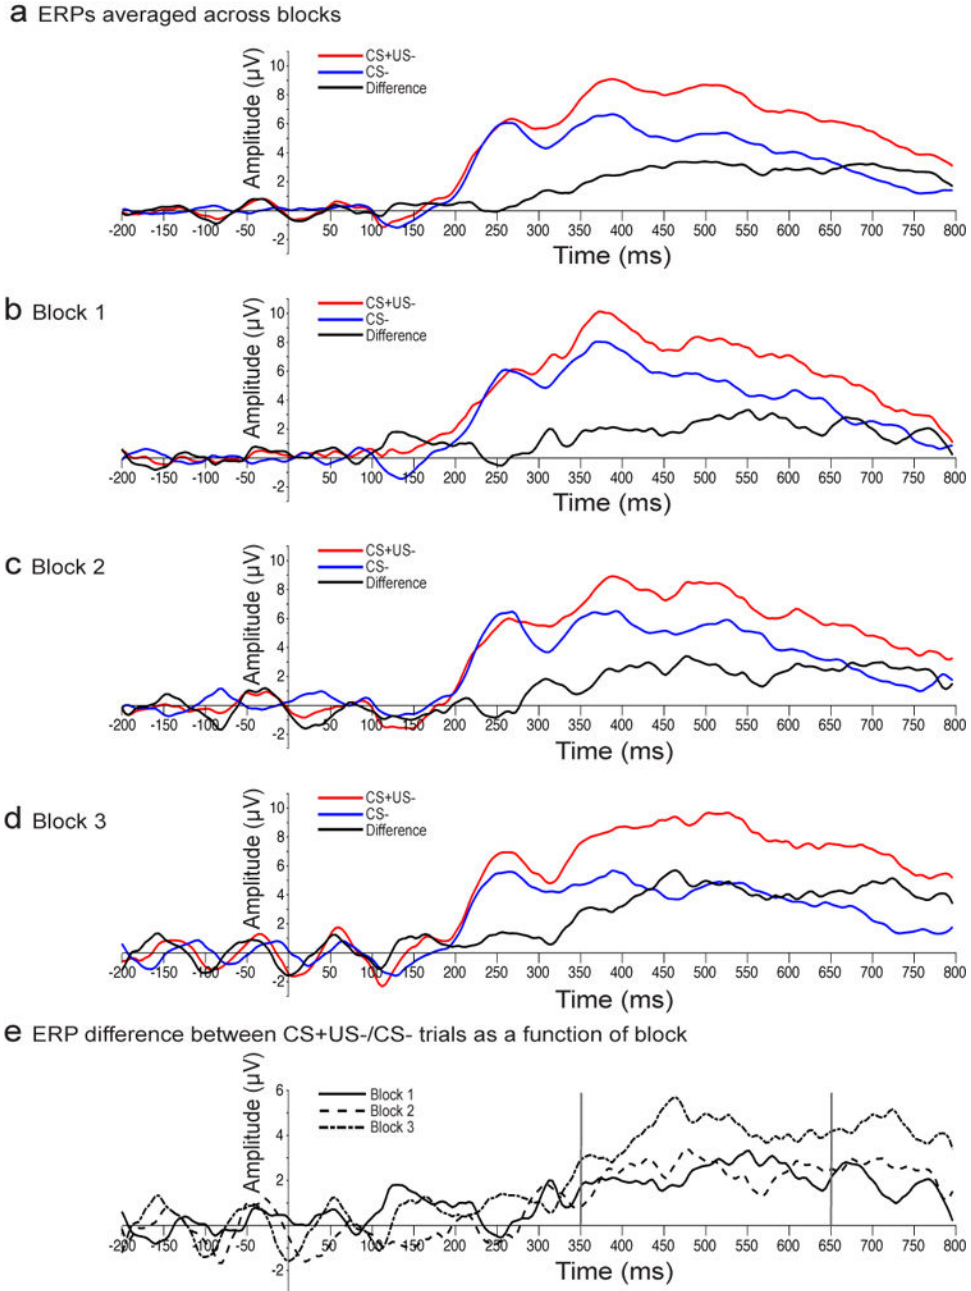 a ERPs averaged across blocks
Amplitude (µV)
10
8
6
4
2
-2
CS+US-
CS-
Difference
-200 -150 -100 -50 50 100 150 200 250 300 350 400 450 500 550 600 650 700 750 800
Time (ms)
b Block 1
Amplitude (µV)
10
8
6
4
2
-2
CS+US-
CS-
Difference
-200 -150 -100 -50 50 100 150 200 250 300 350 400 450 500 550 600 650 700 750 800
Time (ms)
c Block 2
Amplitude (µV)
10
8
6
4
2
-2
CS+US-
CS-
Difference
-200 -150 -100 -50 50 100 150 200 250 300 350 400 450 500 550 600 650 700 750 800
Time (ms)
d Block 3
Amplitude (µV)
10
8
6
4
2
-2
CS+US-
CS-
Difference
-200 -150 -100 -50 50 100 150 200 250 300 350 400 450 500 550 600 650 700 750 800
Time (ms)
e ERP difference between CS+US-/CS- trials as a function of block
Amplitude (µV)
6
4
2
-2
Block 1
Block 2
Block 3
-200 -150 -100 -50 50 100 150 200 250 300 350 400 450 500 550 600 650 700 750 800
Time (ms)